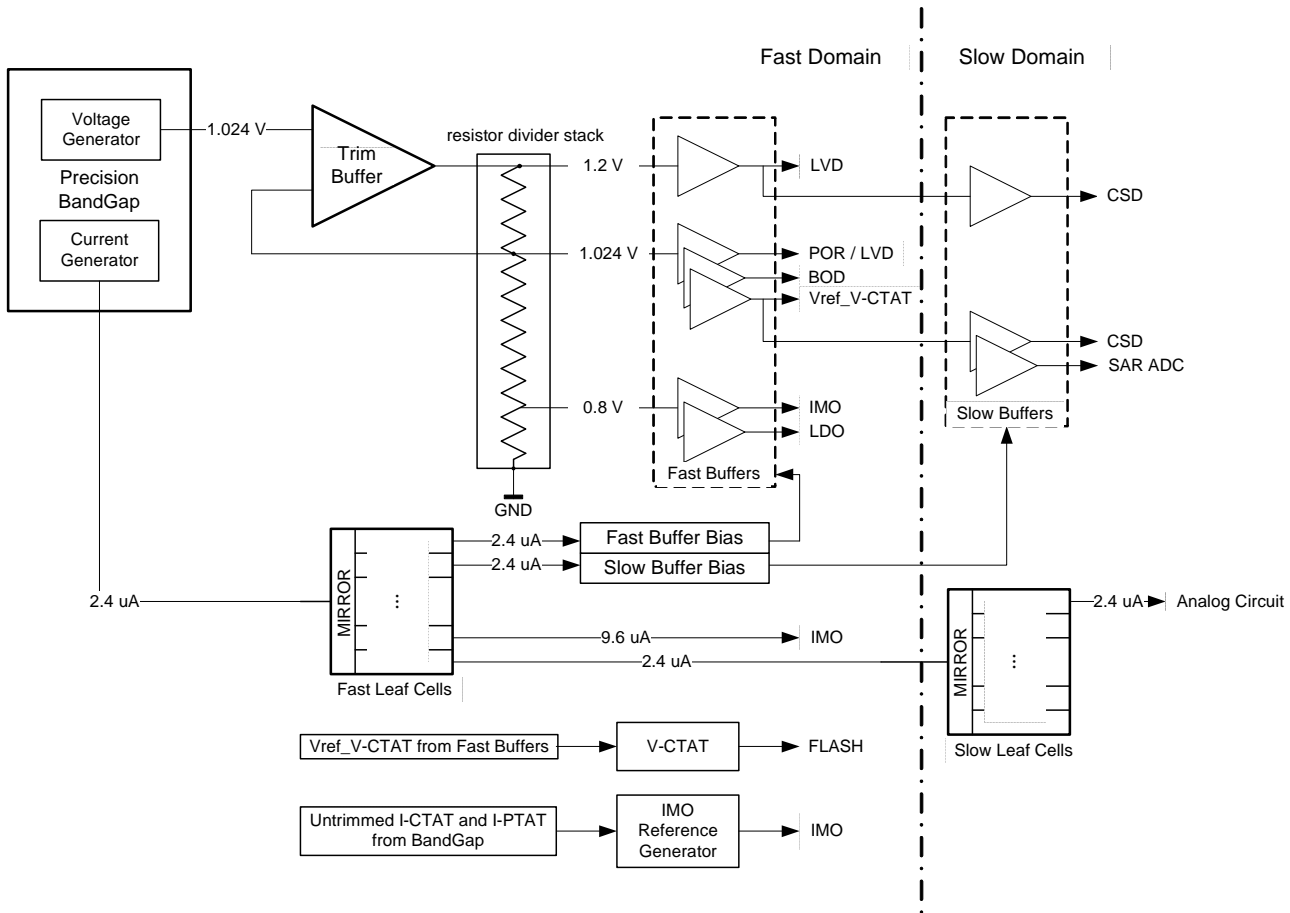 Fast Domain
Slow Domain
Voltage
Generator
1.024 V
Precision
BandGap
Current
Generator
Trim
Buffer
resistor divider stack
1.2 V
LVD
CSD
1.024 V
POR / LVD
BOD
Vref_V-CTAT
CSD
SAR ADC
0.8 V
IMO
LDO
Slow Buffers
Fast Buffers
GND
2.4 uA
Fast Buffer Bias
2.4 uA
Slow Buffer Bias
2.4 uA
MIRROR
...
9.6 uA
IMO
2.4 uA
Fast Leaf Cells
MIRROR
...
2.4 uA
Analog Circuit
Slow Leaf Cells
Vref_V-CTAT from Fast Buffers
V-CTAT
FLASH
Untrimmed I-CTAT and I-PTAT
from BandGap
IMO
Reference
Generator
IMO